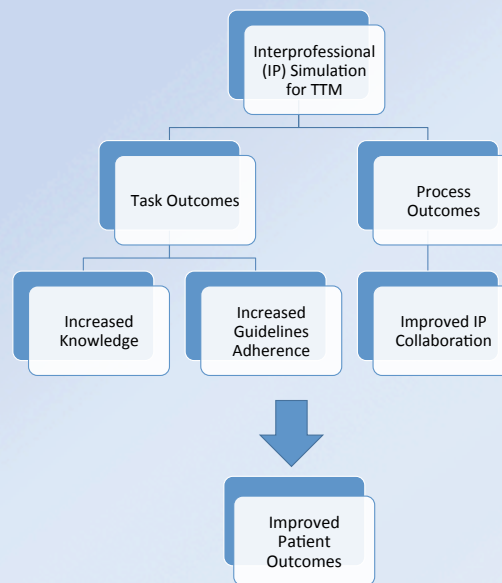 Interprofessional
(IP) Simulation
for TTM
Task Outcomes
Process
Outcomes
Increased
Knowledge
Increased
Guidelines
Adherence
Improved IP
Collaboration
Improved
Patient
Outcomes